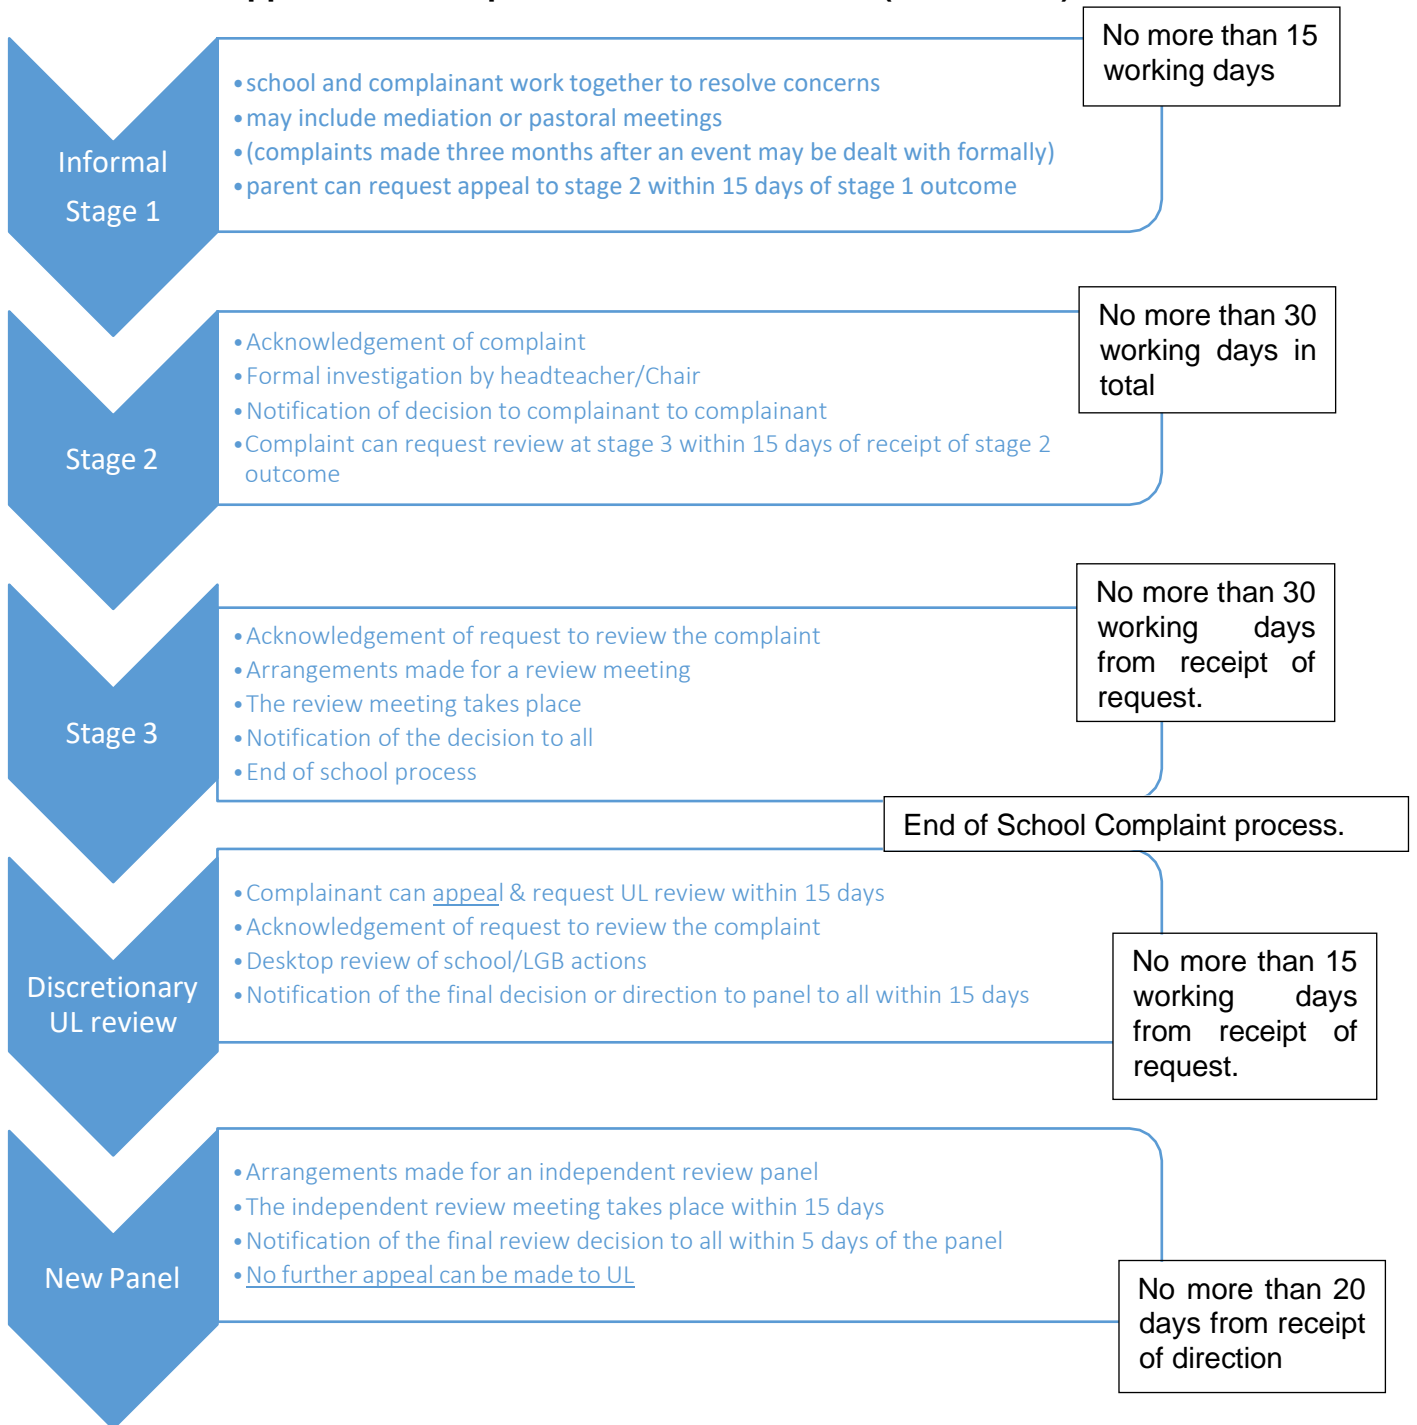 No more than 15
working days
• school and complainant work together to resolve concerns
• may include mediation or pastoral meetings
• (complaints made three months after an event may be dealt with formally)
• parent can request appeal to stage 2 within 15 days of stage 1 outcome
Informal
Stage 1
No more than 30
working days in
total
• Acknowledgement of complaint
• Formal investigation by headteacher/Chair
• Notification of decision to complainant to complainant
• Complaint can request review at stage 3 within 15 days of receipt of stage 2
outcome
Stage 2
No more than 30
working days
from receipt of
request.
• Acknowledgement of request to review the complaint
• Arrangements made for a review meeting
• The review meeting takes place
• Notification of the decision to all
• End of school process
Stage 3
End of School Complaint process.
• Complainant can appeal & request UL review within 15 days
• Acknowledgement of request to review the complaint
• Desktop review of school/LGB actions
• Notification of the final decision or direction to panel to all within 15 days
Discretionary
UL review
No more than 15
working days
from receipt of
request.
• Arrangements made for an independent review panel
• The independent review meeting takes place within 15 days
• Notification of the final review decision to all within 5 days of the panel
• No further appeal can be made to UL
New Panel
No more than 20
days from receipt
of direction